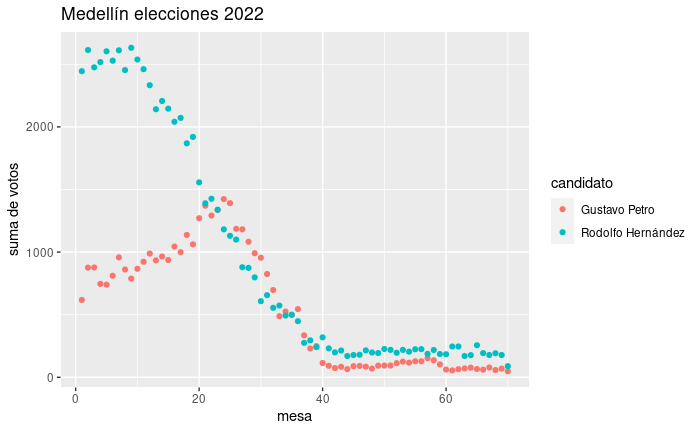 Medellín elecciones 2022
suma de votos
2000
1000
0
0
20
40
60
mesa
candidato
Gustavo Petro
Rodolfo Hernández